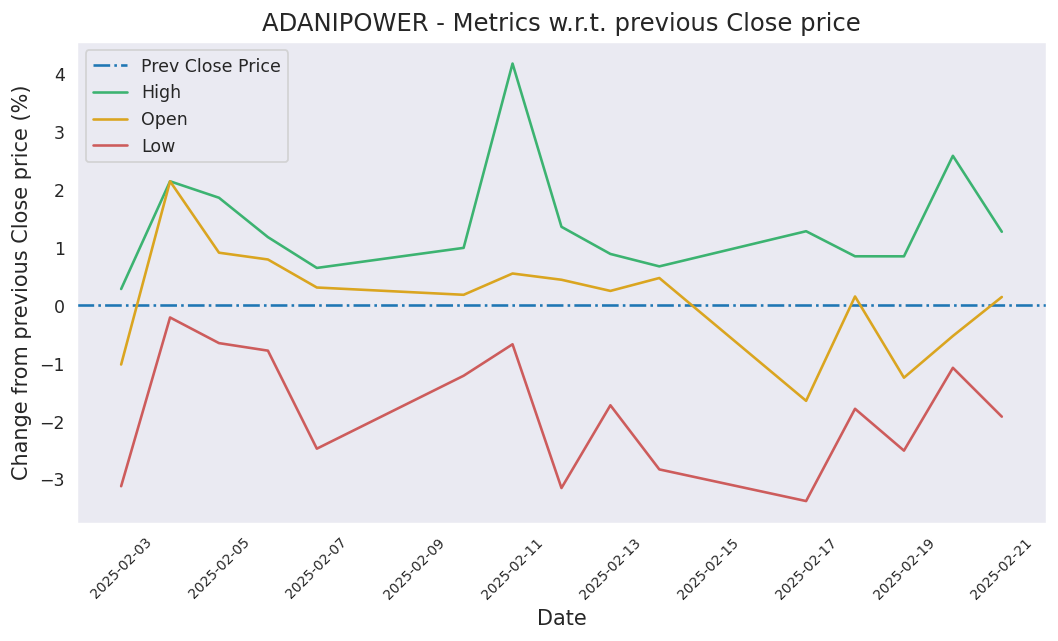 ADANIPOWER - Metrics w.r.t. previous Close price
Change from previous Close price (%)
4
3
2
1
0
−1
−2
−3
Prev Close Price
High
Open
Low
2025-02-03
2025-02-05
2025-02-07
2025-02-09
2025-02-11
2025-02-13
2025-02-15
2025-02-17
2025-02-19
2025-02-21
Date